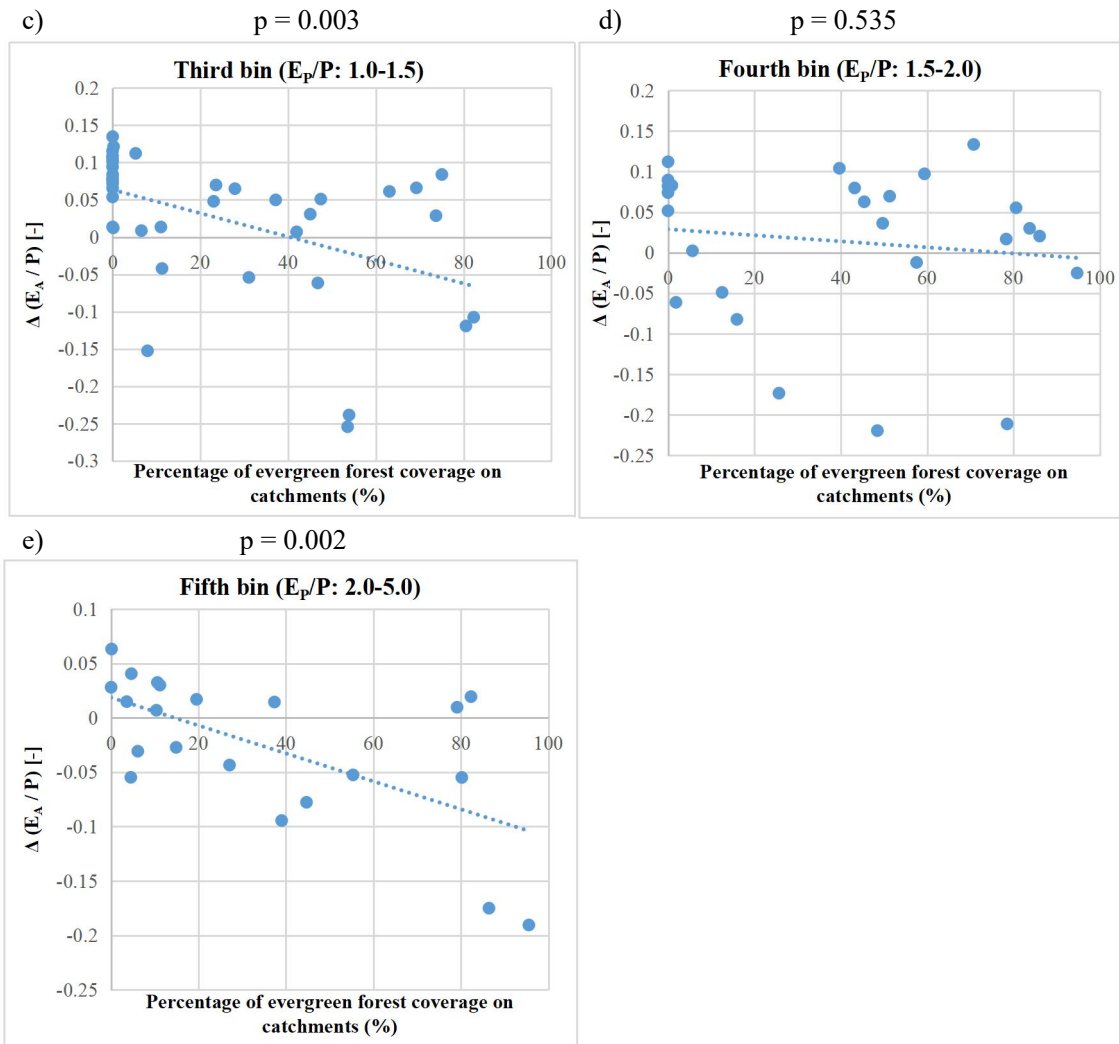 c) p = 0.003
Third bin (EP/P: 1.0-1.5)
0.2
0.15
0.1
0.05
0
-0.05
-0.1
-0.15
-0.2
-0.25
-0.3
0 20 40 60 80 100
Δ (EA / P) [-]
Percentage of evergreen forest coverage on
catchments (%)
d) p = 0.535
Fourth bin (EP/P: 1.5-2.0)
0.2
0.15
0.1
0.05
0
-0.05
-0.1
-0.15
-0.2
-0.25
0 20 40 60 80 100
Δ (EA / P) [-]
Percentage of evergreen forest coverage on
catchments (%)
e) p = 0.002
Fifth bin (EP/P: 2.0-5.0)
0.1
0.05
0
-0.05
-0.1
-0.15
-0.2
-0.25
0 20 40 60 80 100
Δ (EA / P) [-]
Percentage of evergreen forest coverage on
catchments (%)